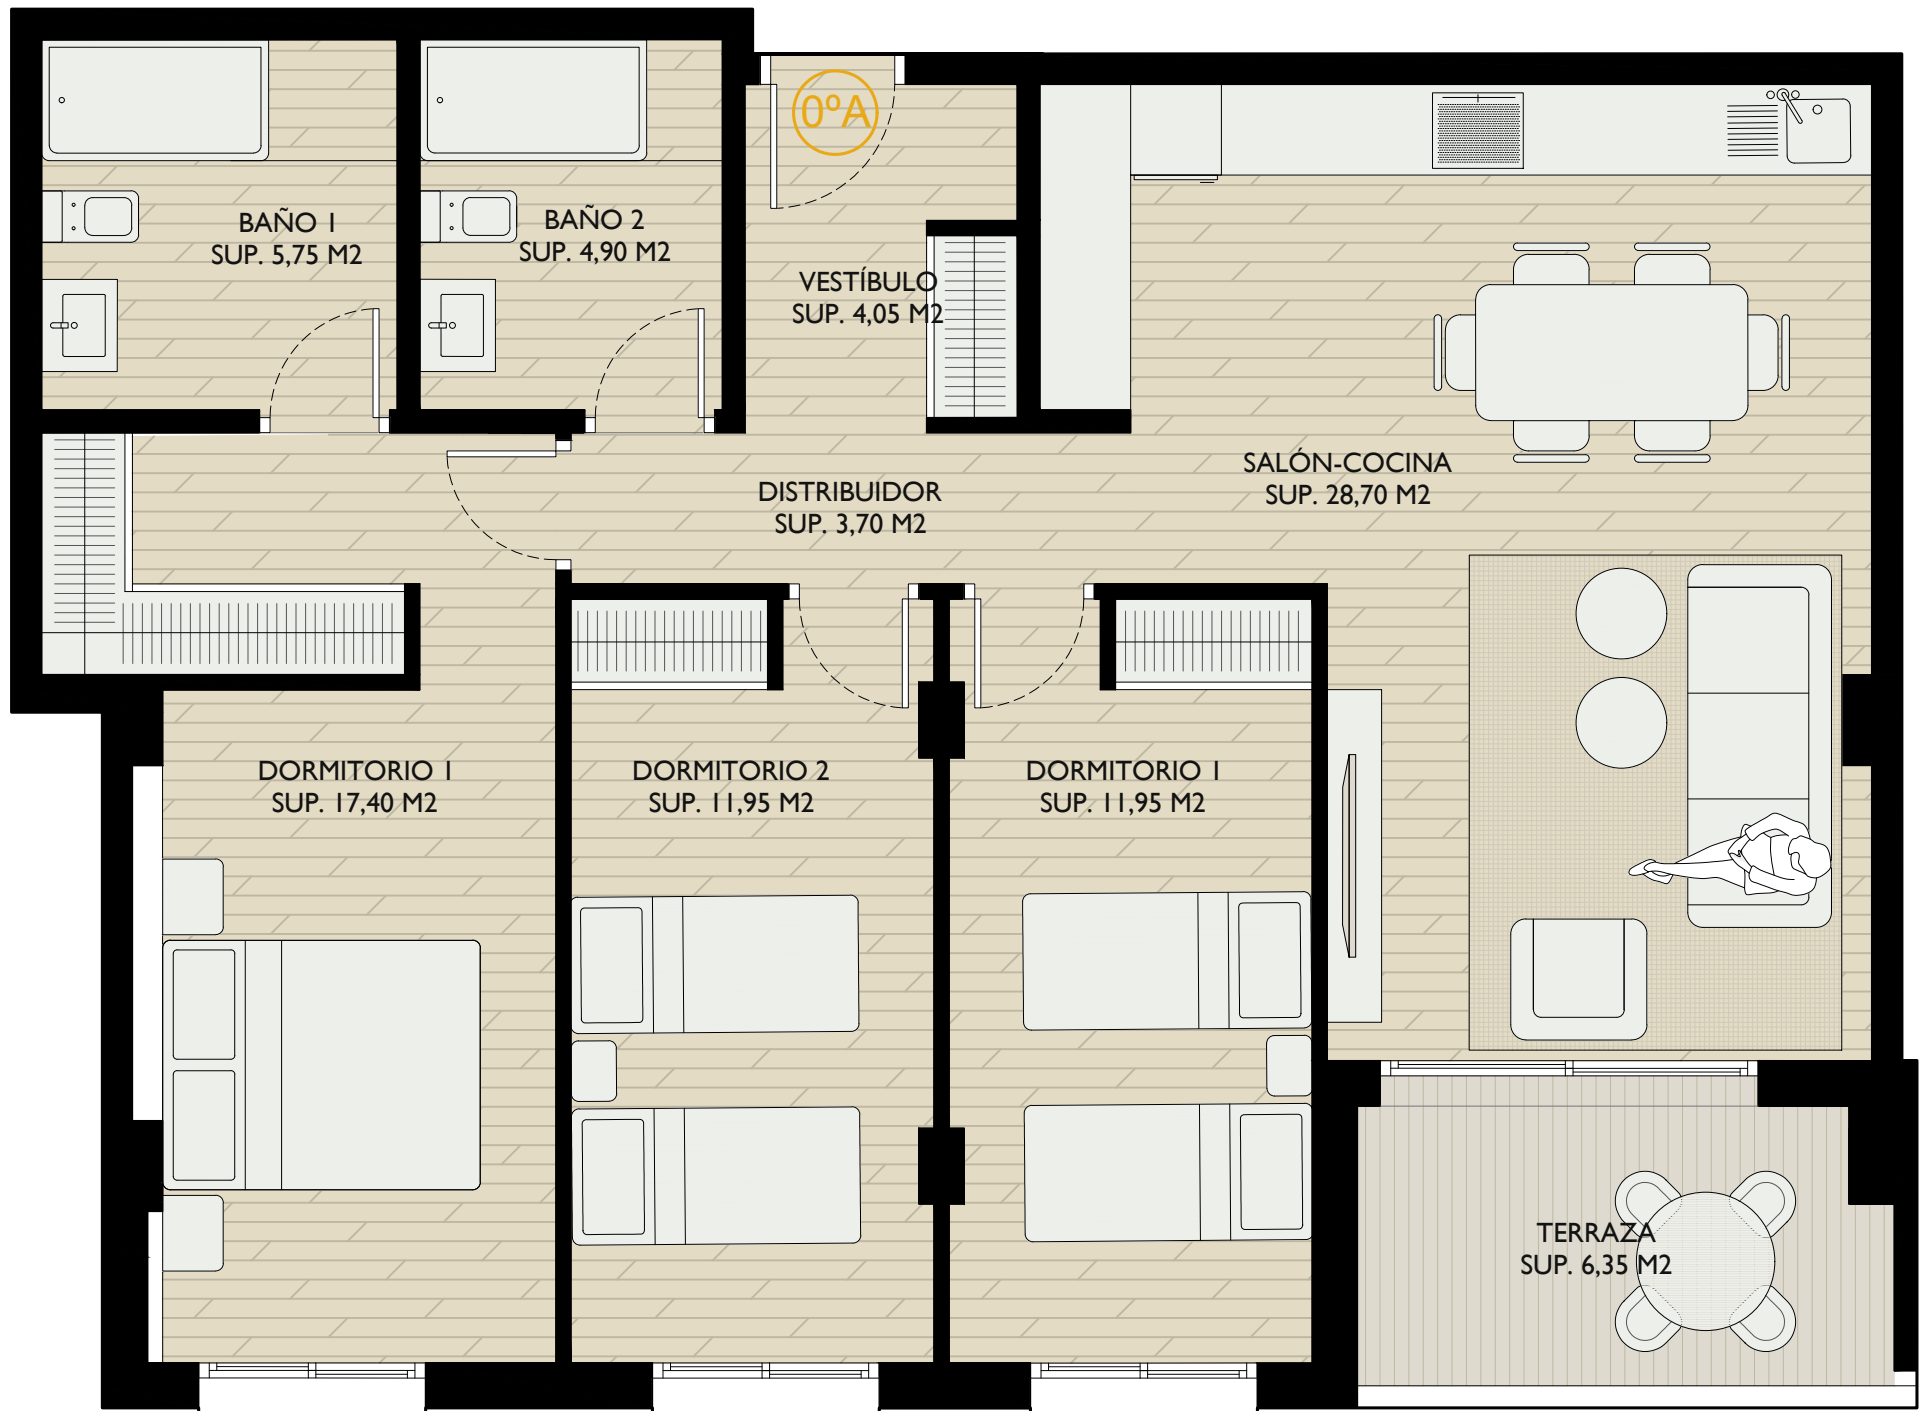 0ºA
BAÑO 1
SUP. 5,75 M2
BAÑO 2
SUP. 4,90 M2
VESTÍBULO
SUP. 4,05 M2
SALÓN-COCINA
SUP. 28,70 M2
DISTRIBUIDOR
SUP. 3,70 M2
DORMITORIO 1
SUP. 17,40 M2
DORMITORIO 2
SUP. 11,95 M2
DORMITORIO 1
SUP. 11,95 M2
TERRAZA
SUP. 6,35 M2